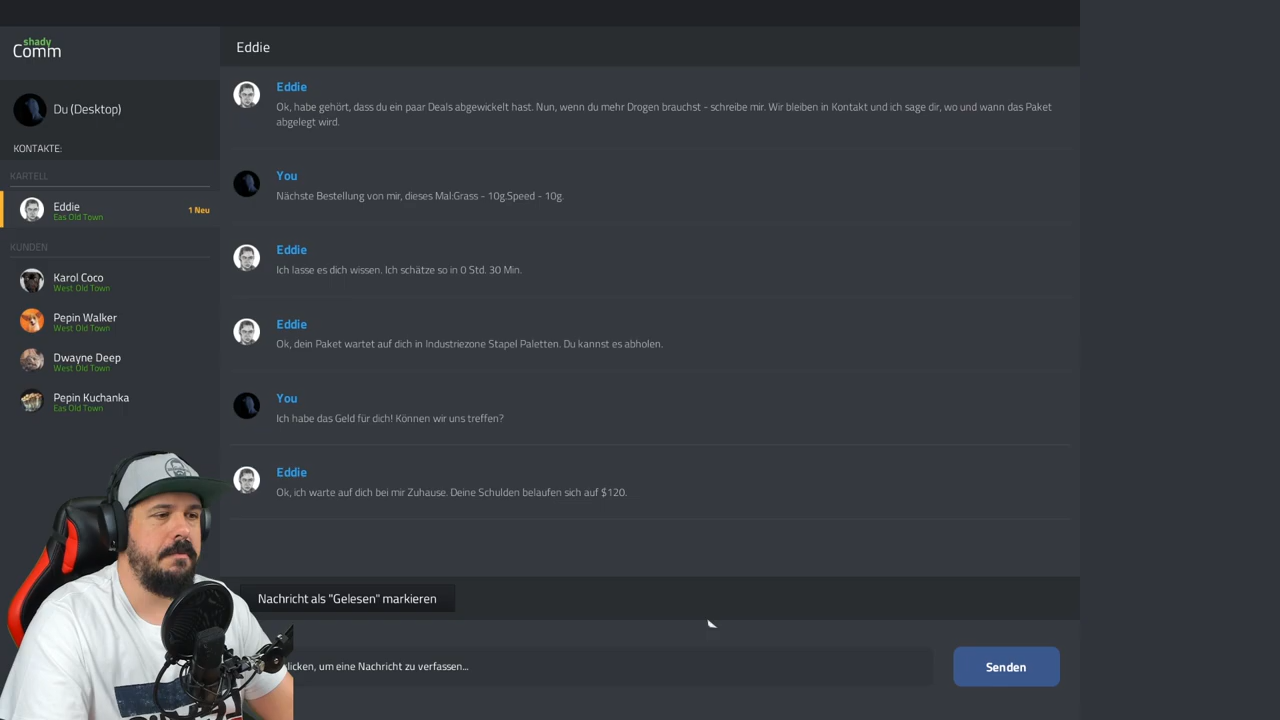 shady
Comm
Eddie
Du (Desktop)
KONTAKTE:
KARTELL
Eddie
Eas Old Town
1 Neu
KUNDEN
Karol Coco
West Old Town
Pepin Walker
West Old Town
Dwayne Deep
West Old Town
Pepin Kuchanka
Eas Old Town
Eddie
Ok, habe gehört, dass du ein paar Deals abgewickelt hast. Nun, wenn du mehr Drogen brauchst - schreibe mir. Wir bleiben in Kontakt und ich sage dir, wo und wann das Paket
abgelegt wird.
You
Nächste Bestellung von mir, dieses Mal:Grass - 10g.Speed - 10g.
Eddie
Ich lasse es dich wissen. Ich schätze so in 0 Std. 30 Min.
Eddie
Ok, dein Paket wartet auf dich in Industriezone Stapel Paletten. Du kannst es abholen.
You
Ich habe das Geld für dich! Können wir uns treffen?
Eddie
Ok, ich warte auf dich bei mir Zuhause. Deine Schulden belaufen sich auf $120.
Nachricht als "Gelesen" markieren
licken, um eine Nachricht zu verfassen...
Senden